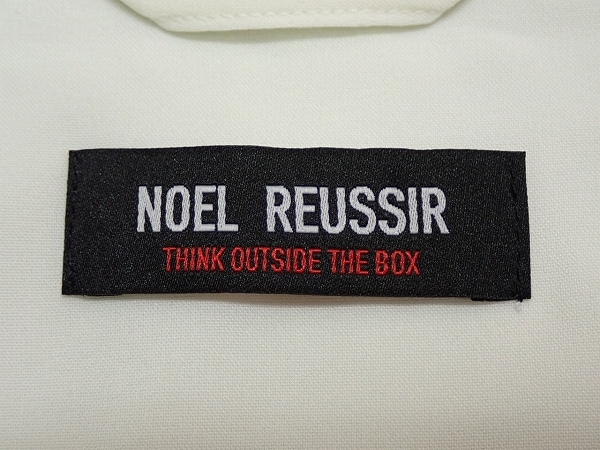 NOEL REUSSIR
THINK OUTSIDE THE BOX